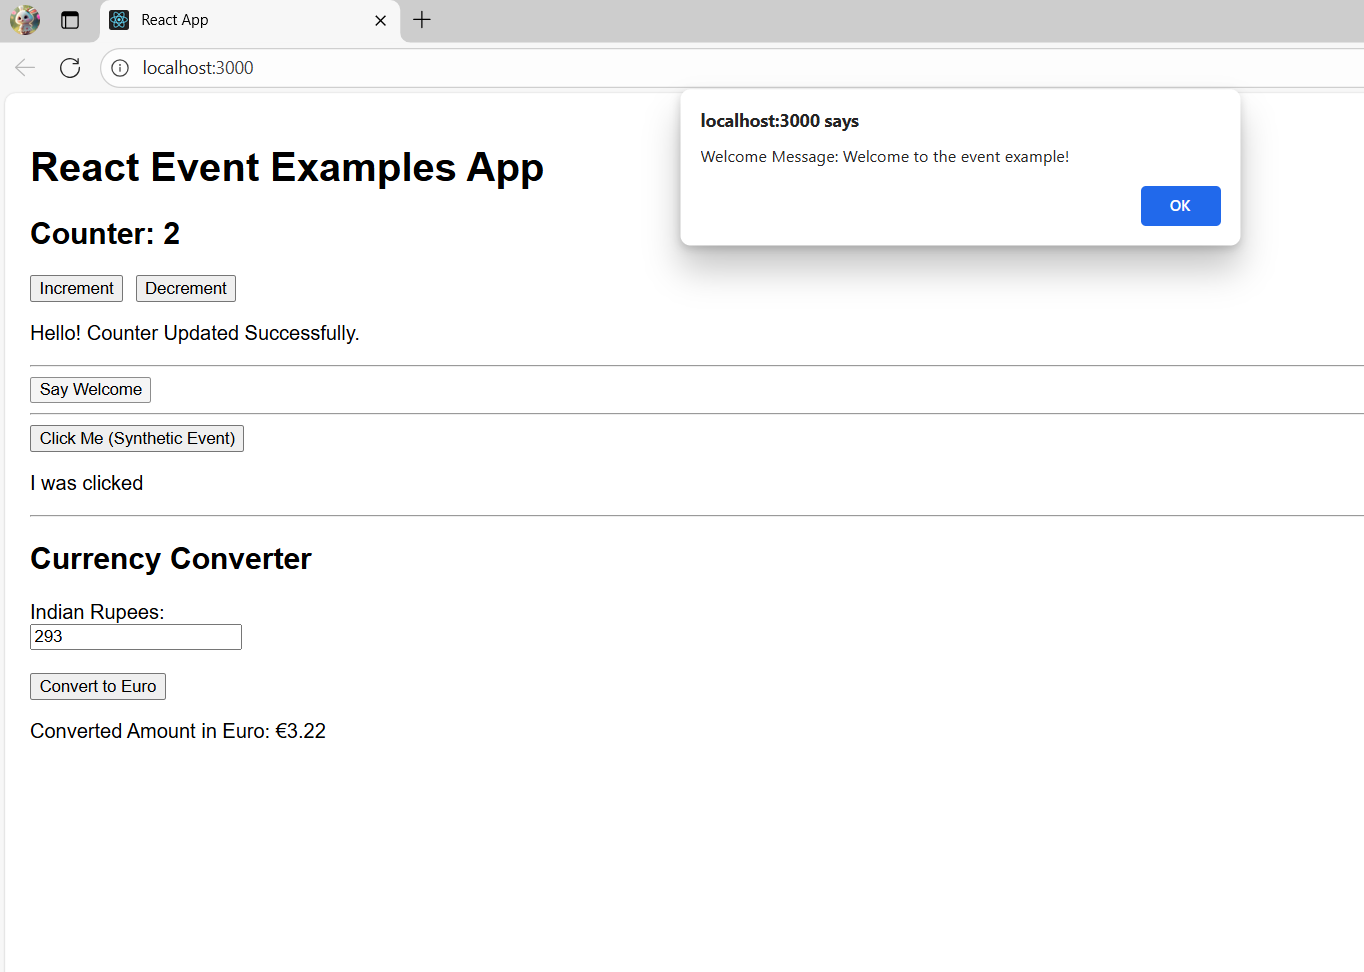 React App
localhost:3000
localhost:3000 says
Welcome Message: Welcome to the event example!
OK
React Event Examples App
Counter: 2
Increment Decrement
Hello! Counter Updated Successfully.
Say Welcome
Click Me (Synthetic Event)
I was clicked
Currency Converter
Indian Rupees:
293
Convert to Euro
Converted Amount in Euro: €3.22